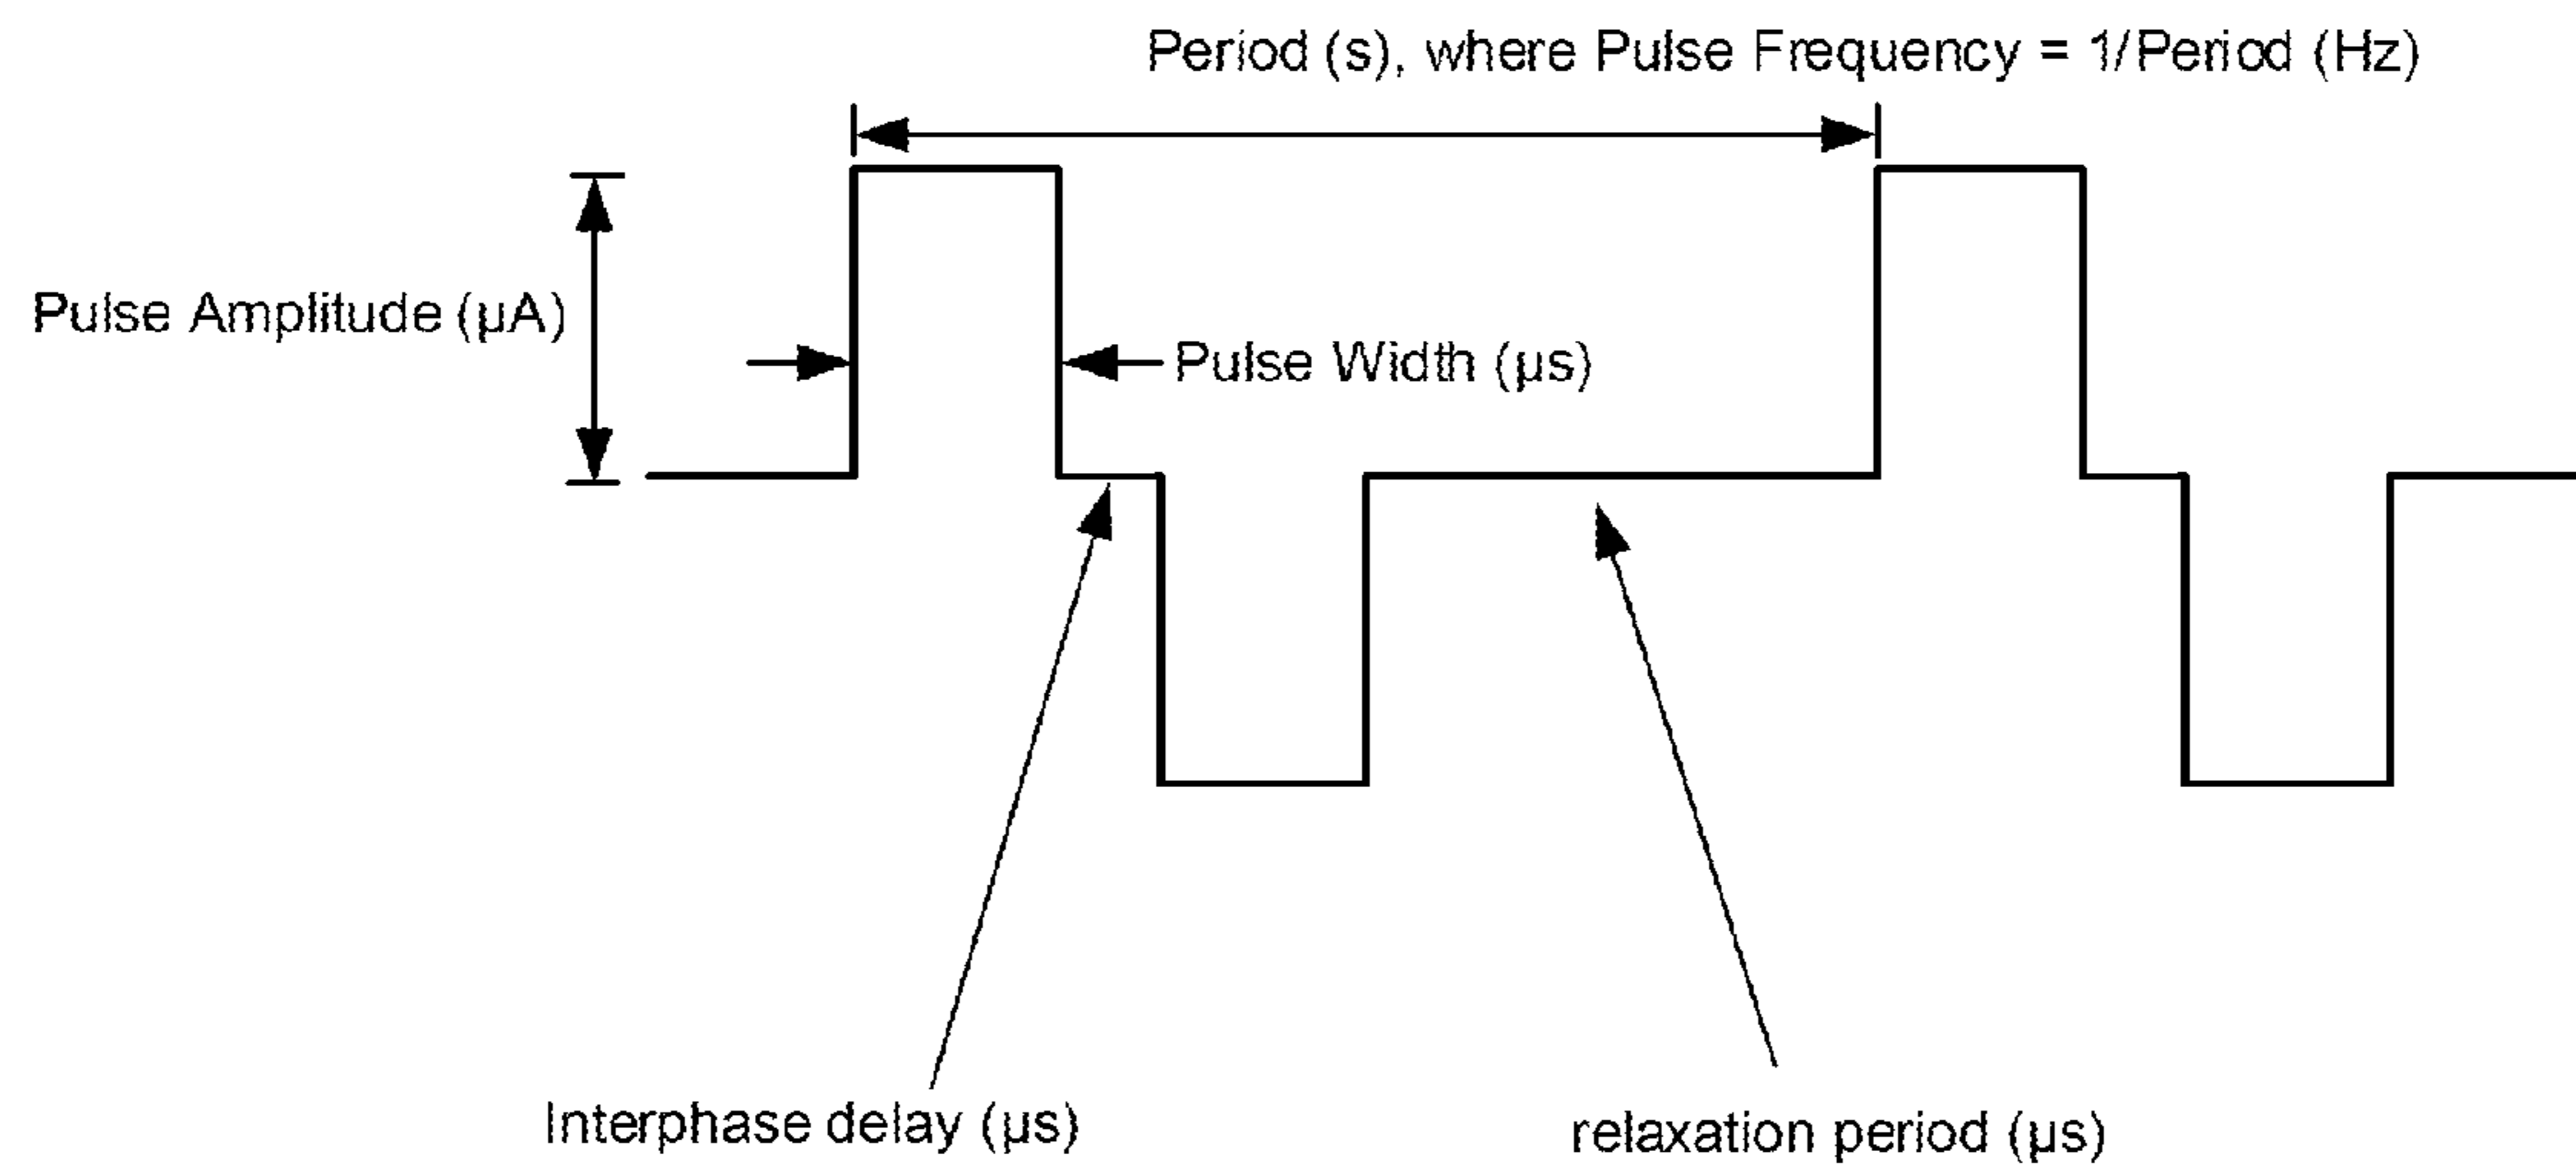 Period (s), where Pulse Frequency = 1/Period (Hz)
Pulse Amplitude (µA)
Pulse Width (µs)
Interphase delay (µs)
relaxation period (µs)